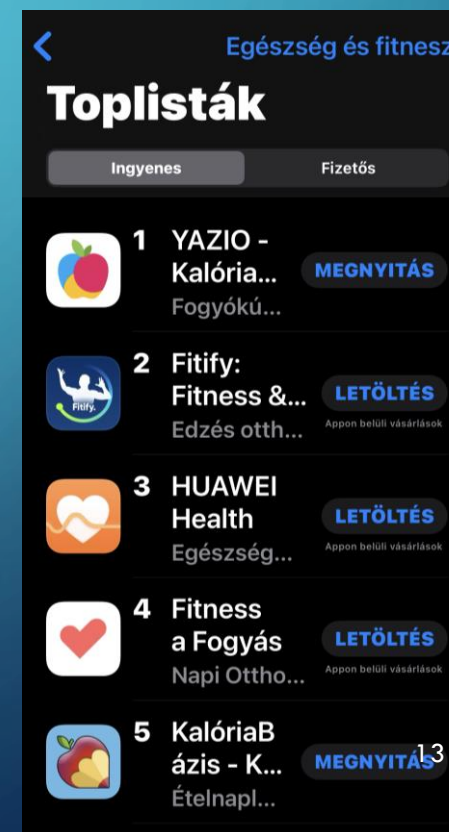 Egészség és fitnesz
Toplisták
Ingyenes Fizetős
1 YAZIO -
Kalória...
Fogyókú...
MEGNYITÁS
Fitify.
2 Fitify:
Fitness &...
Edzés otth...
LETÖLTÉS
Appon belüli vásárlások
3 HUAWEI
Health
Egészség...
LETÖLTÉS
Appon belüli vásárlások
4 Fitness
a Fogyás
Napi Ottho...
LETÖLTÉS
Appon belüli vásárlások
5 KalóriaB
ázis - K...
Ételnapl...
MEGNYITÁS
13